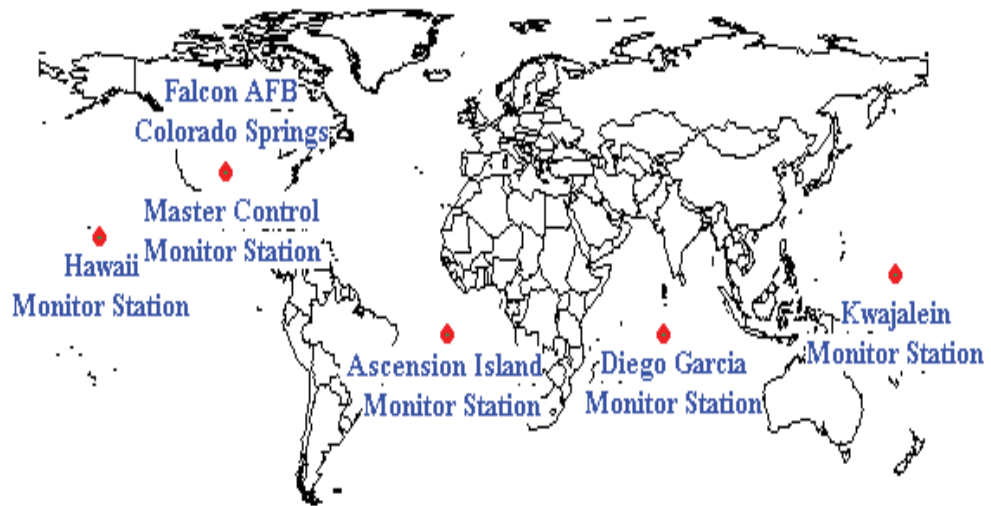 Falcon AFB
Colorado Springs
Master Control
Monitor Station
Hawaii
Monitor Station
Ascension Island
Monitor Station
Diego Garcia
Monitor Station
Kwajalein
Monitor Station